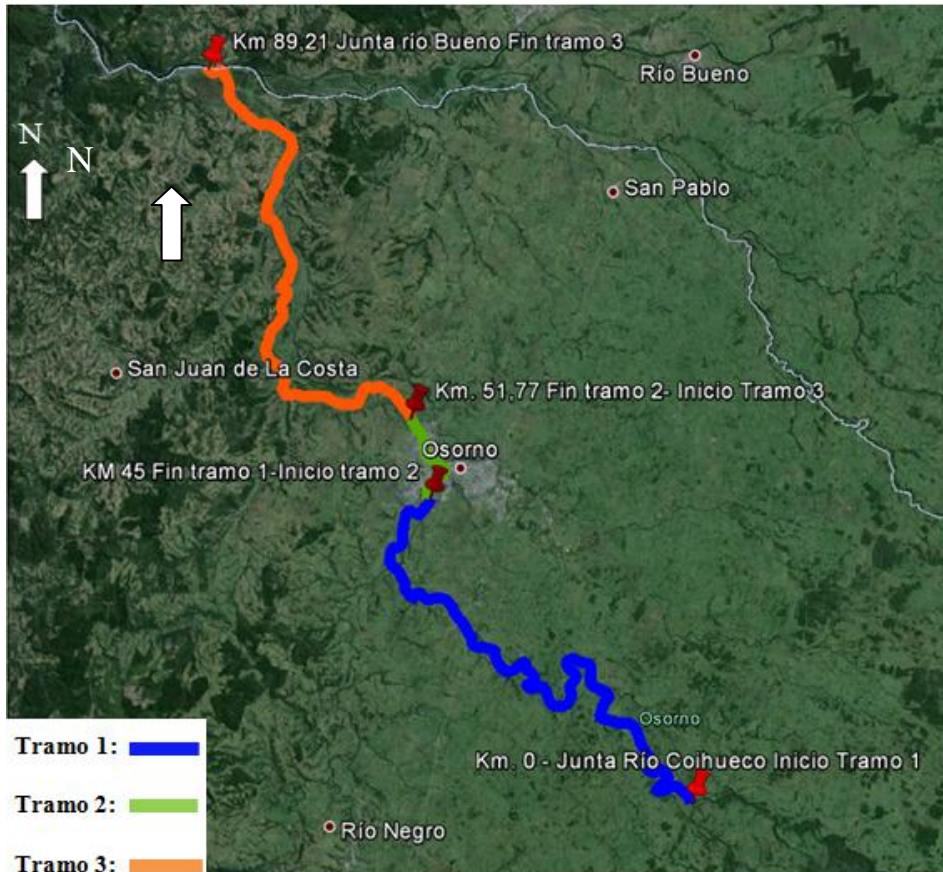 Km 89,21 Junta río Bueno Fin tramo 3
Río Bueno
N
N
San Pablo
San Juan de La Costa
Km. 51,77 Fin tramo 2- Inicio Tramo 3
Osorno
KM 45 Fin tramo 1-Inicio tramo 2
Osorno
Km. 0 - Junta Río Coihueco Inicio Tramo 1
Río Negro
Tramo 1:
Tramo 2:
Tramo 3: